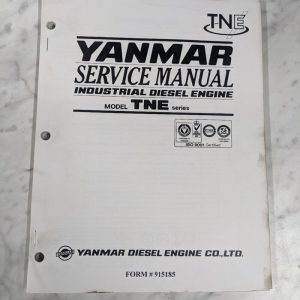 TNE
YANMAR
SERVICE MANUAL
INDUSTRIAL DIESEL ENGINE
MODEL TNE series
ISO 9001 Certified
YANMAR DIESEL ENGINE CO.,LTD.
FORM # 915185